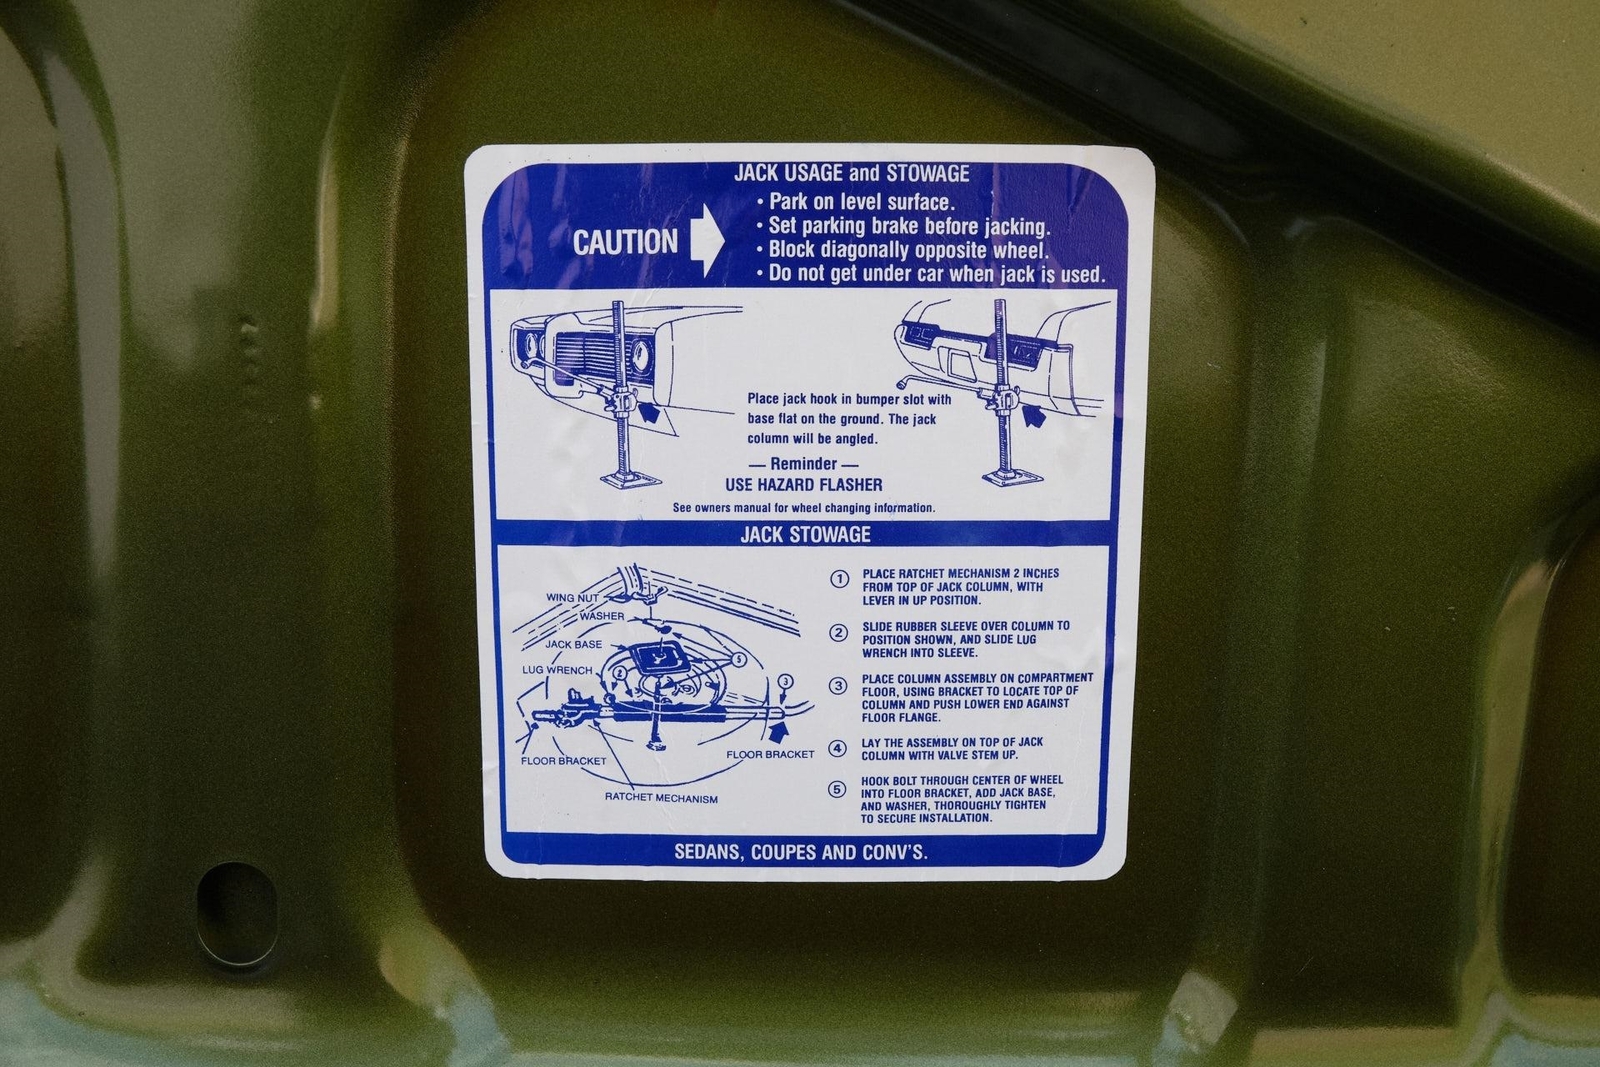 JACK USAGE and STOWAGE
CAUTION
• Park on level surface.
• Set parking brake before jacking.
• Block diagonally opposite wheel.
• Do not get under car when jack is used.
Place jack hook in bumper slot with
base flat on the ground. The jack
column will be angled.
— Reminder —
USE HAZARD FLASHER
See owners manual for wheel changing information.
JACK STOWAGE
WING NUT
WASHER
JACK BASE
LUG WRENCH
2
5
3
FLOOR BRACKET
FLOOR BRACKET
RATCHET MECHANISM
1 PLACE RATCHET MECHANISM 2 INCHES
FROM TOP OF JACK COLUMN, WITH
LEVER IN UP POSITION.
2 SLIDE RUBBER SLEEVE OVER COLUMN TO
POSITION SHOWN, AND SLIDE LUG
WRENCH INTO SLEEVE.
3 PLACE COLUMN ASSEMBLY ON COMPARTMENT
FLOOR, USING BRACKET TO LOCATE TOP OF
COLUMN AND PUSH LOWER END AGAINST
FLOOR FLANGE.
4 LAY THE ASSEMBLY ON TOP OF JACK
COLUMN WITH VALVE STEM UP.
5 HOOK BOLT THROUGH CENTER OF WHEEL
INTO FLOOR BRACKET, ADD JACK BASE,
AND WASHER, THOROUGHLY TIGHTEN
TO SECURE INSTALLATION.
SEDANS, COUPES AND CONV'S.